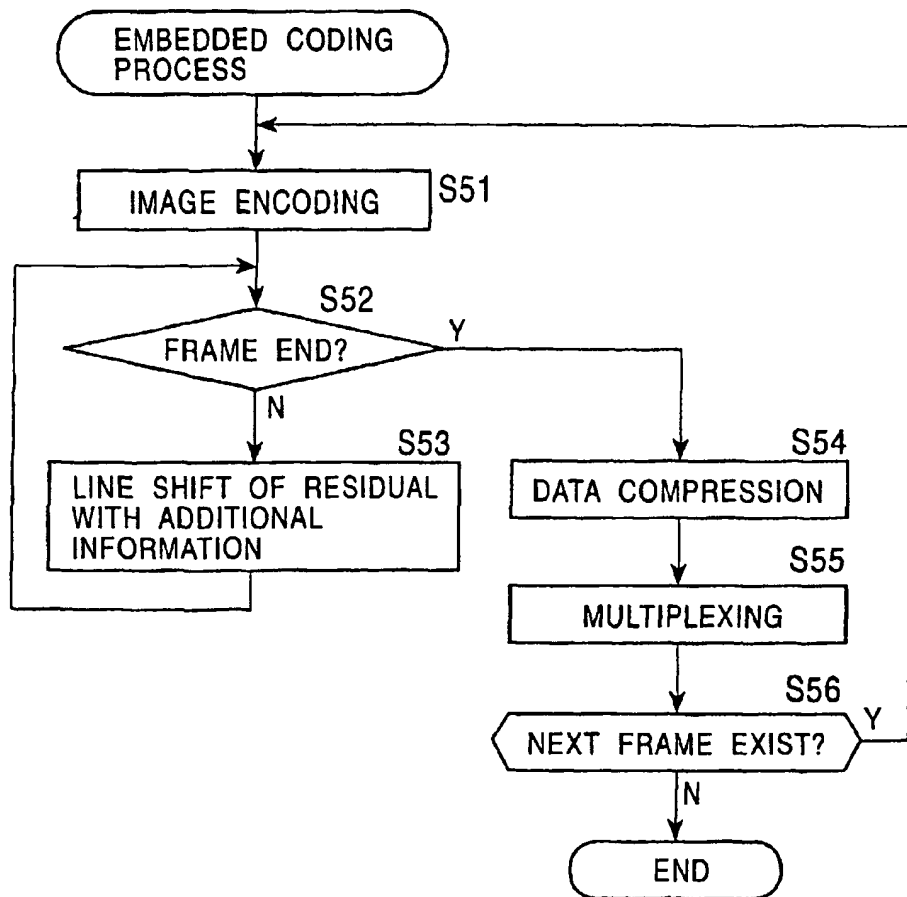 EMBEDDED CODING
PROCESS
IMAGE ENCODING
S51
S52
FRAME END?
Y
N
S53
LINE SHIFT OF RESIDUAL
WITH ADDITIONAL
INFORMATION
S54
DATA COMPRESSION
S55
MULTIPLEXING
S56
NEXT FRAME EXIST?
Y
N
END